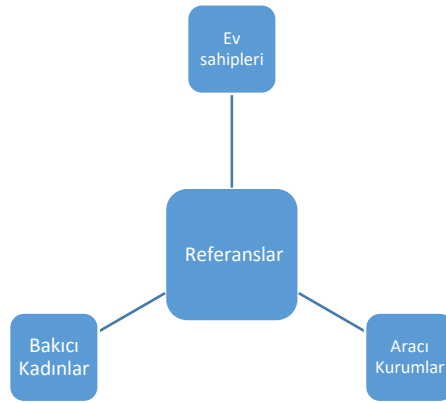 Ev
sahipleri
Referanslar
Bakıcı
Kadınlar
Aracı
Kurumlar